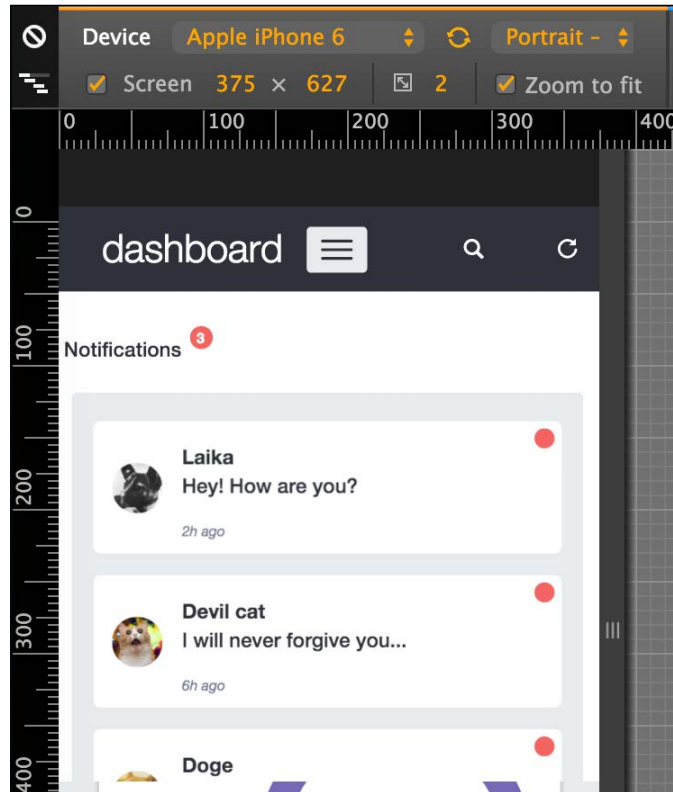 Device Apple iPhone 6 Portrait –
Screen 375 × 627 2 Zoom to fit
0 100 200 300 400
0
100
200
300
400
dashboard
Notifications 3
Laika
Hey! How are you?
2h ago
Devil cat
I will never forgive you...
6h ago
Doge